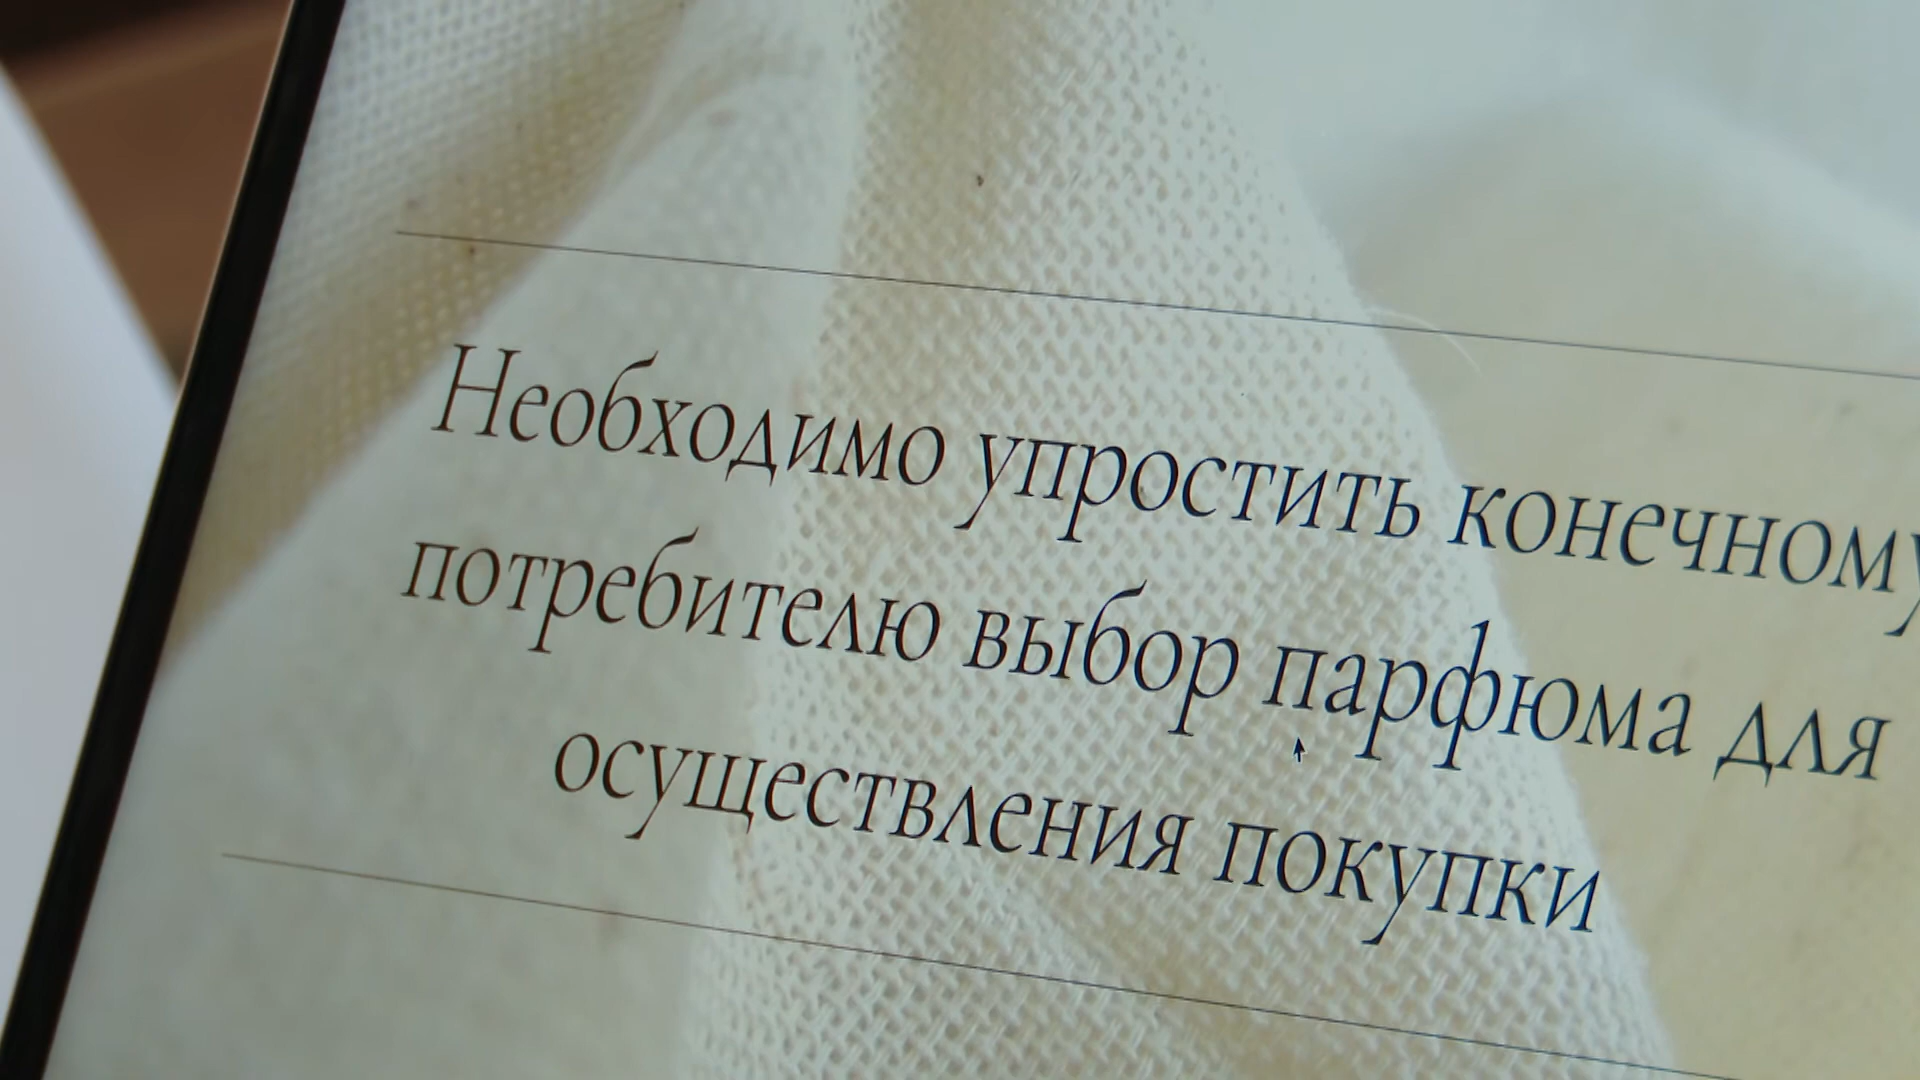 Необходимо упростить конечному
потребителю выбор парфюма для
осуществления покупки